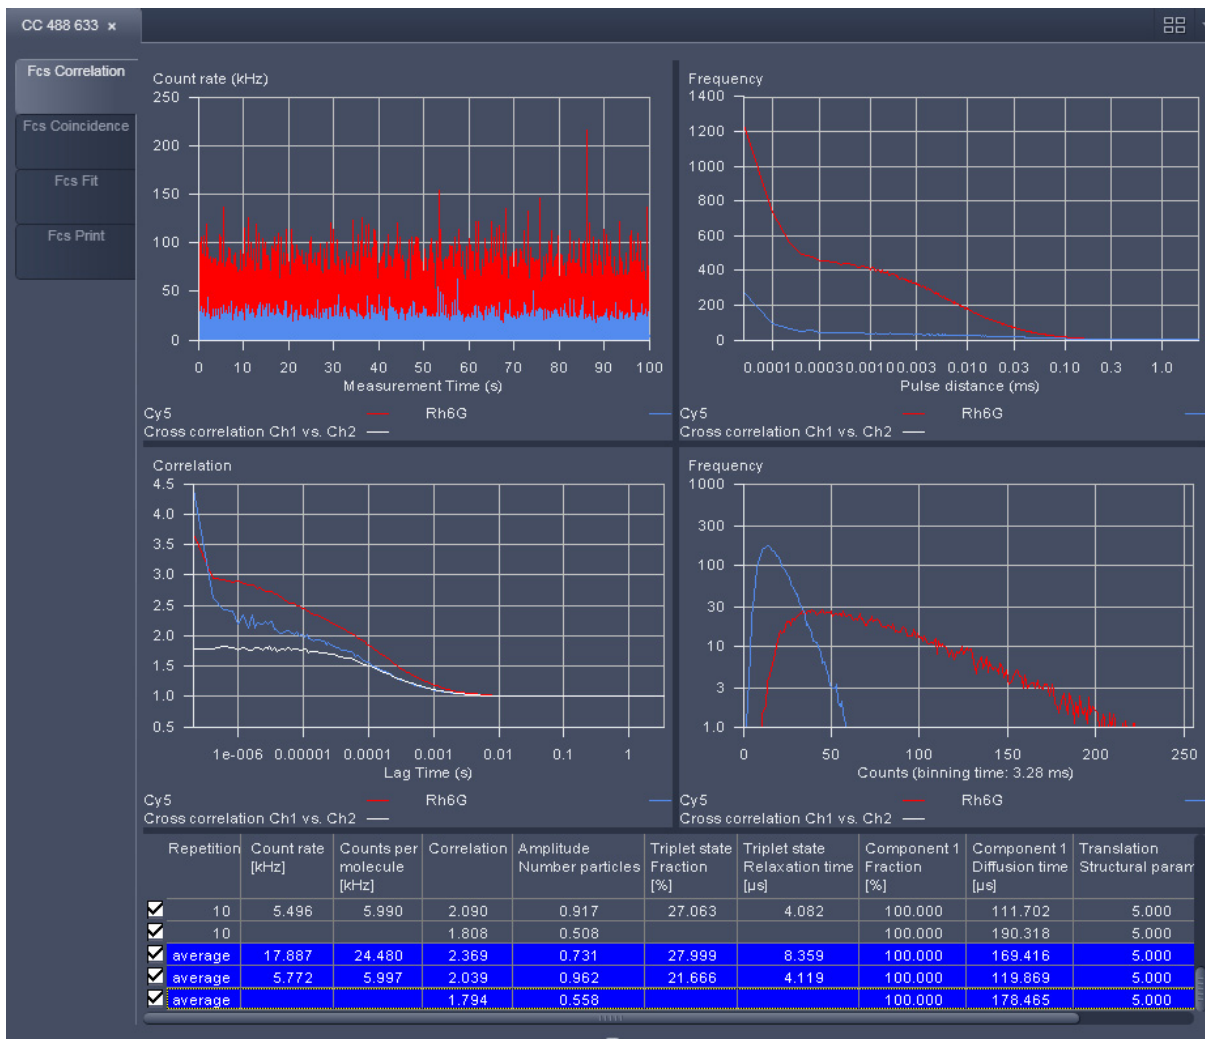 CC 488 633 ×
Fcs Correlation
Fcs Coincidence
Fcs Fit
Fcs Print
Count rate (kHz)
250
200
150
100
50
0
0 10 20 30 40 50 60 70 80 90 100
Measurement Time (s)
Cy5 Rh6G
Cross correlation Ch1 vs. Ch2
Frequency
1400
1200
1000
800
600
400
200
0
0.0001 0.0003 0.0010 0.003 0.010 0.03 0.10 0.3 1.0
Pulse distance (ms)
Cy5 Rh6G
Cross correlation Ch1 vs. Ch2
Correlation
4.5
4.0
3.5
3.0
2.5
2.0
1.5
1.0
0.5
1e-006 0.00001 0.0001 0.001 0.01 0.1 1
Lag Time (s)
Cy5 Rh6G
Cross correlation Ch1 vs. Ch2
Frequency
1000
300
100
30
10
3
1.0
0 50 100 150 200 250
Counts (binning time: 3.28 ms)
Cy5 Rh6G
Cross correlation Ch1 vs. Ch2
Repetition Count rate Counts per Correlation Amplitude Triplet state Triplet state Component 1 Component 1 Translation
[kHz] molecule Number particles Fraction Relaxation time Fraction Diffusion time Structural param
[kHz] [%] [µs] [%] [µs]
10 5.496 5.990 2.090 0.917 27.063 4.082 100.000 111.702 5.000
10 1.808 0.508 100.000 190.318 5.000
average 17.887 24.480 2.369 0.731 27.999 8.359 100.000 169.416 5.000
average 5.772 5.997 2.039 0.962 21.666 4.119 100.000 119.869 5.000
average 1.794 0.558 100.000 178.465 5.000